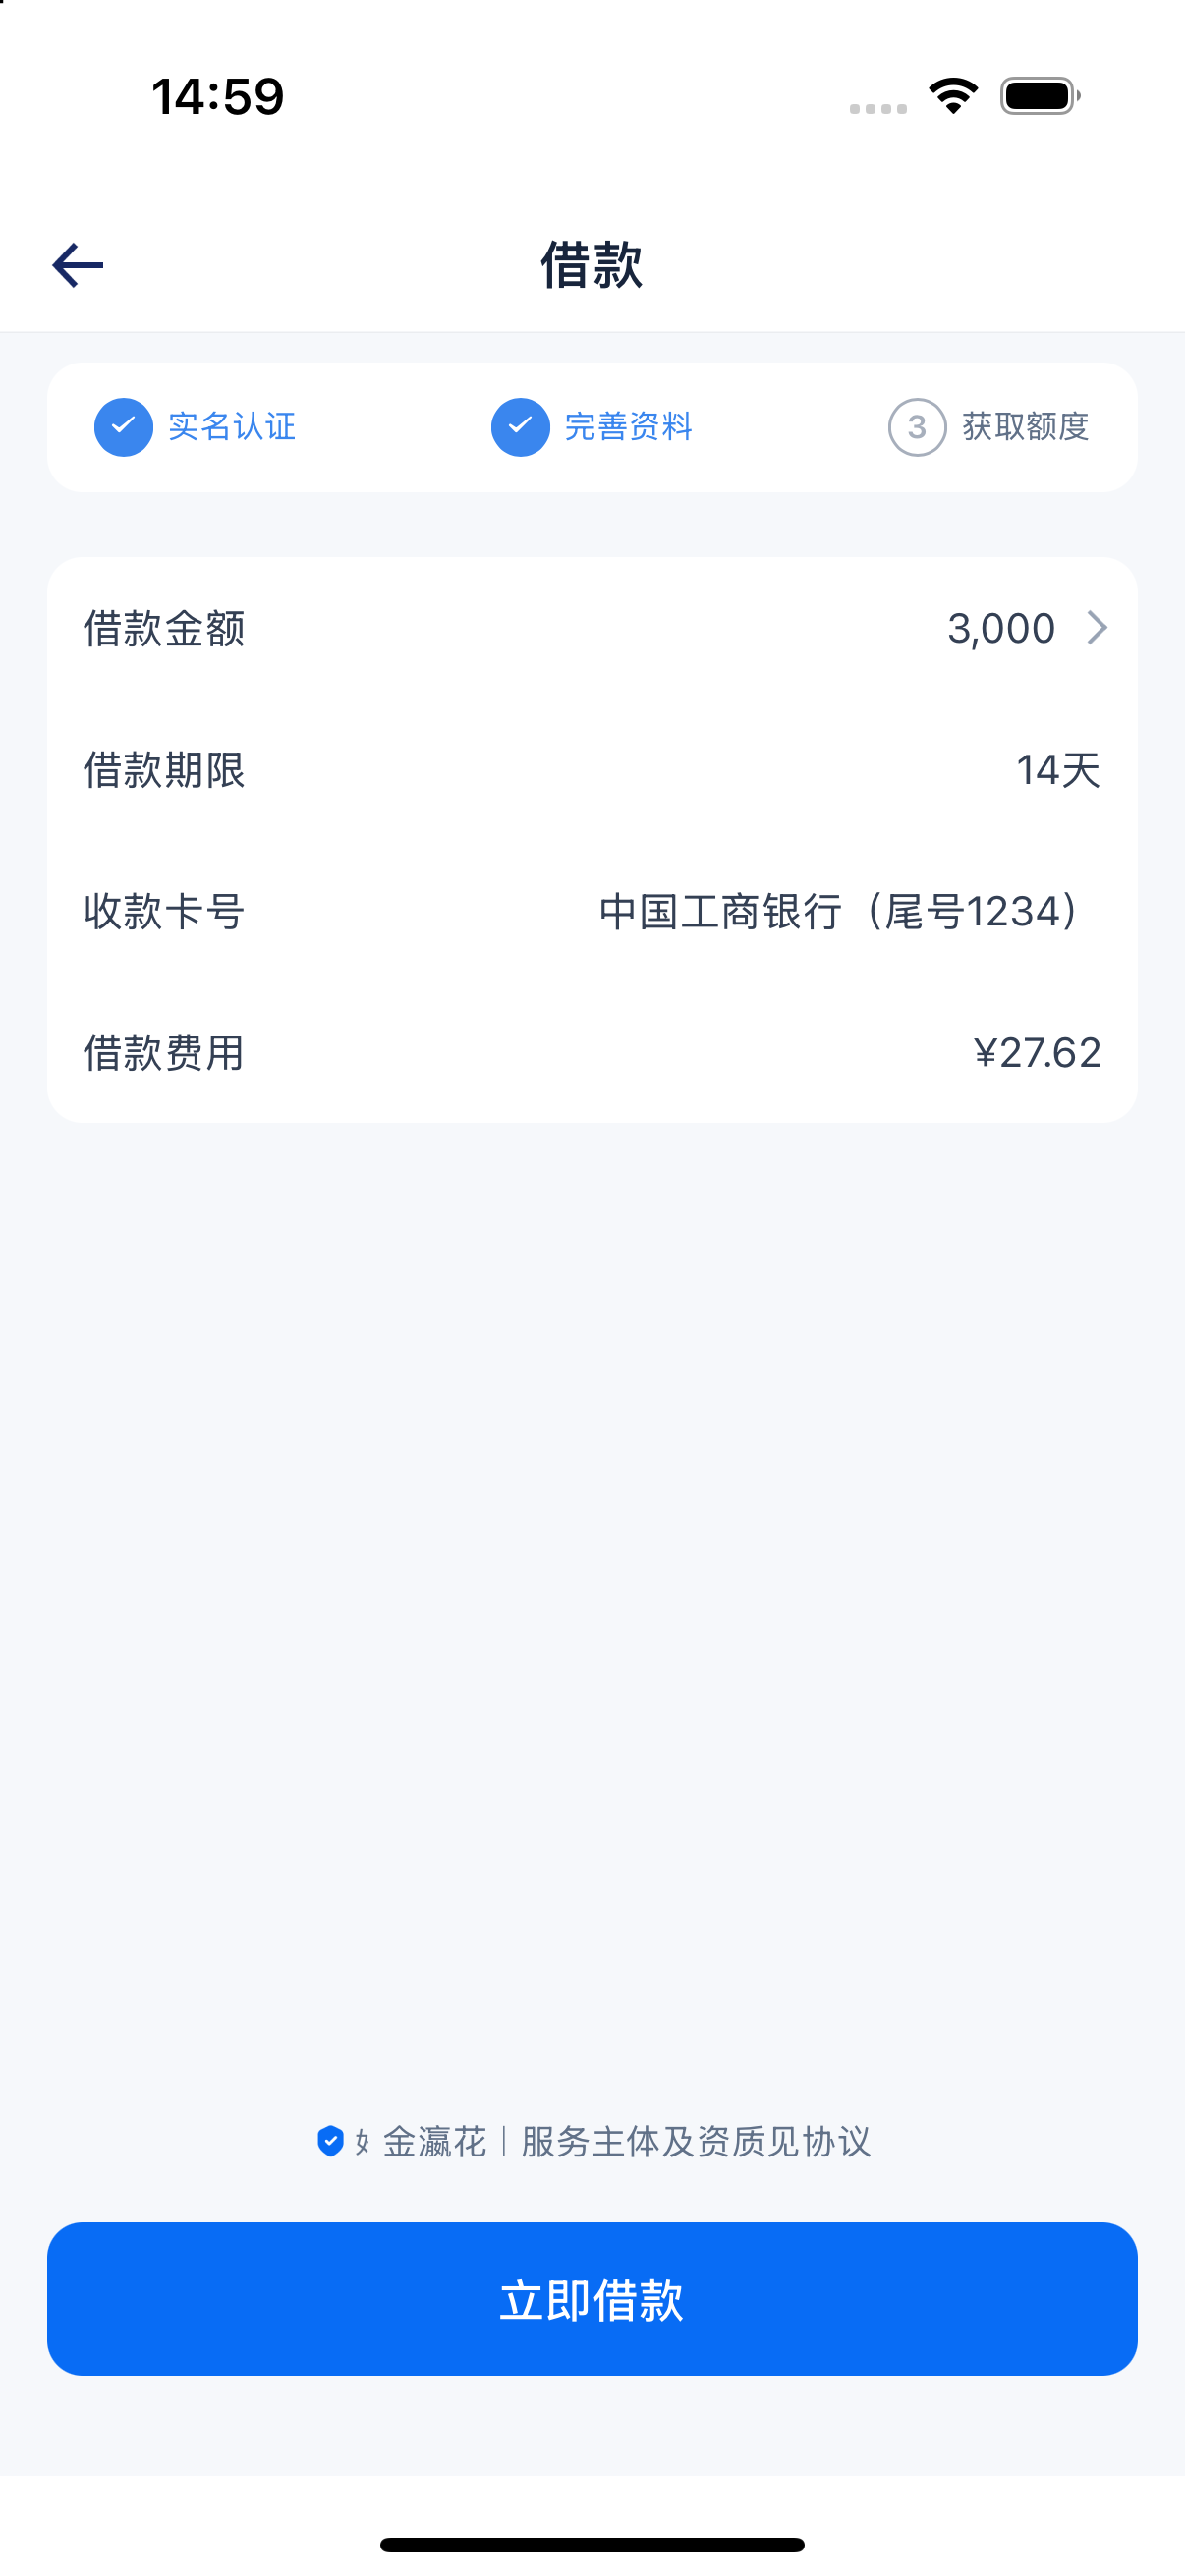 14:59
借款
实名认证 完善资料 3 获取额度
借款金额 3,000
借款期限 14天
收款卡号 中国工商银行（尾号1234）
借款费用 ¥27.62
金瀛花｜服务主体及资质见协议
立即借款